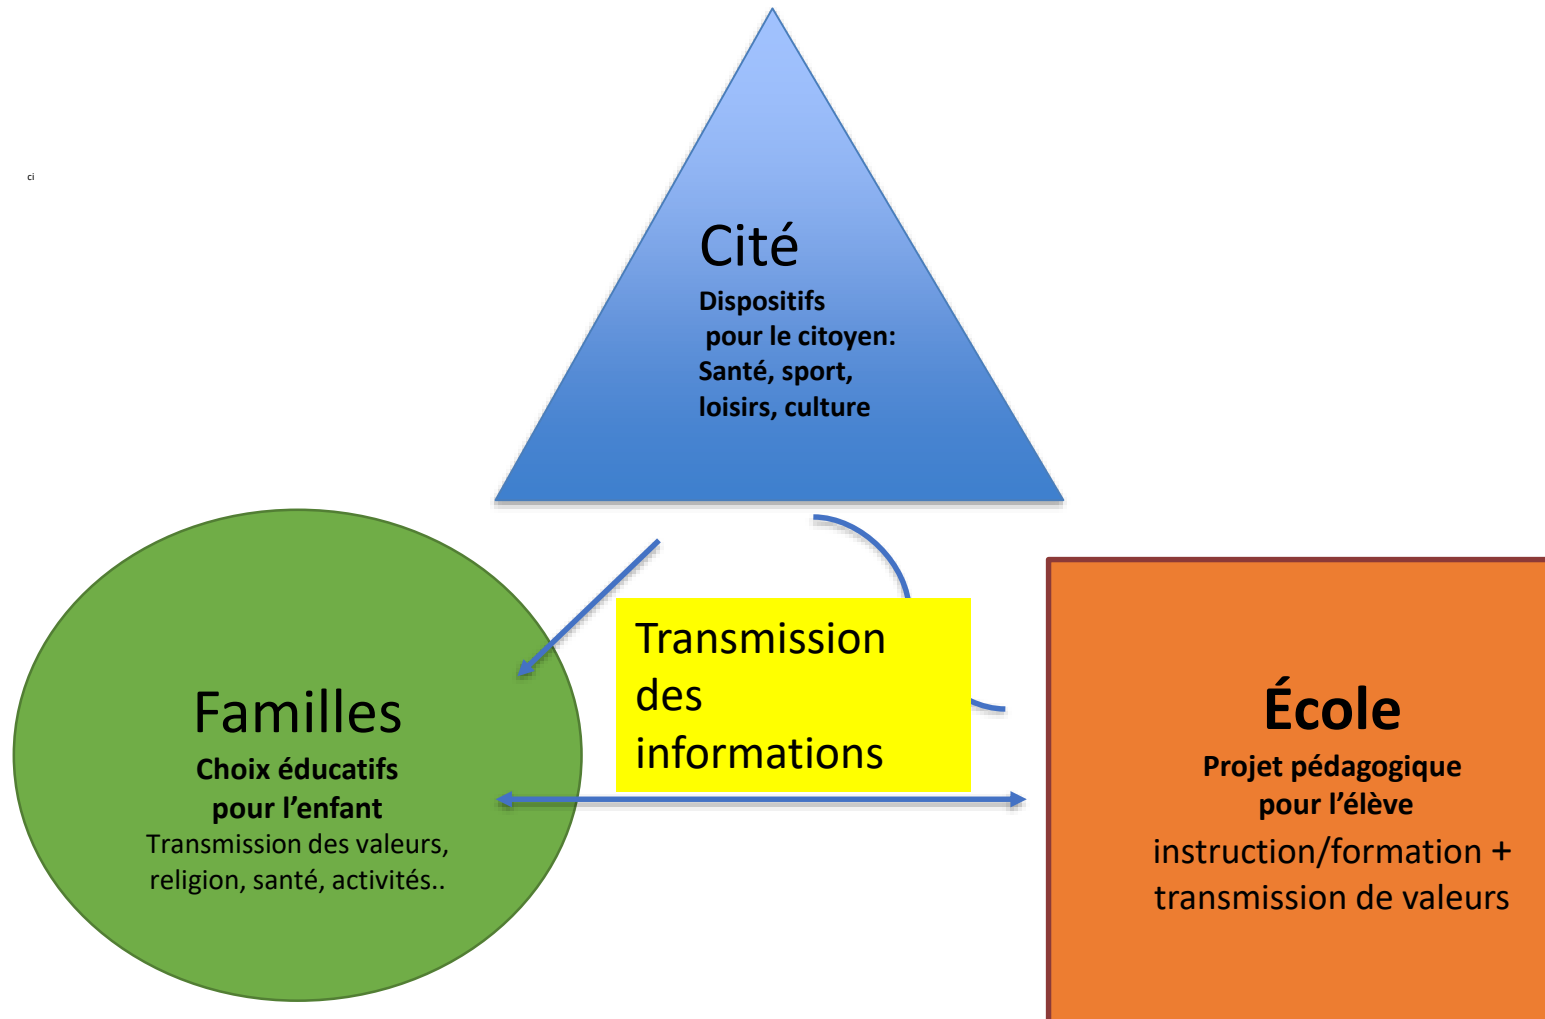 ci
Cité
Dispositifs
pour le citoyen:
Santé, sport,
loisirs, culture
Transmission
des
informations
Familles
Choix éducatifs
pour l’enfant
Transmission des valeurs,
religion, santé, activités..
École
Projet pédagogique
pour l’élève
instruction/formation +
transmission de valeurs